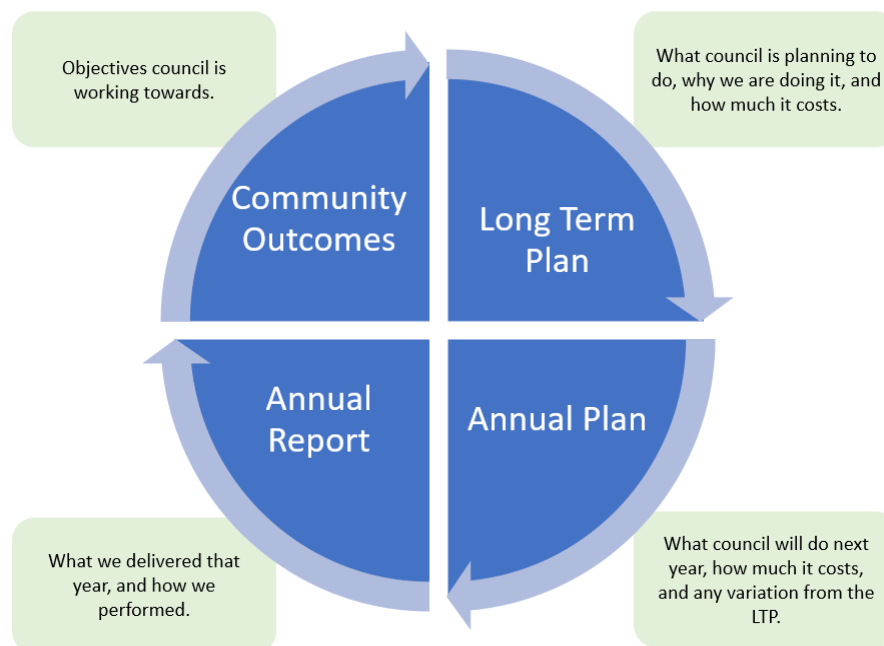 Objectives council is
working towards.
What council is planning to
do, why we are doing it, and
how much it costs.
Community
Outcomes
Long Term
Plan
Annual
Report
Annual Plan
What we delivered that
year, and how we
performed.
What council will do next
year, how much it costs,
and any variation from the
LTP.